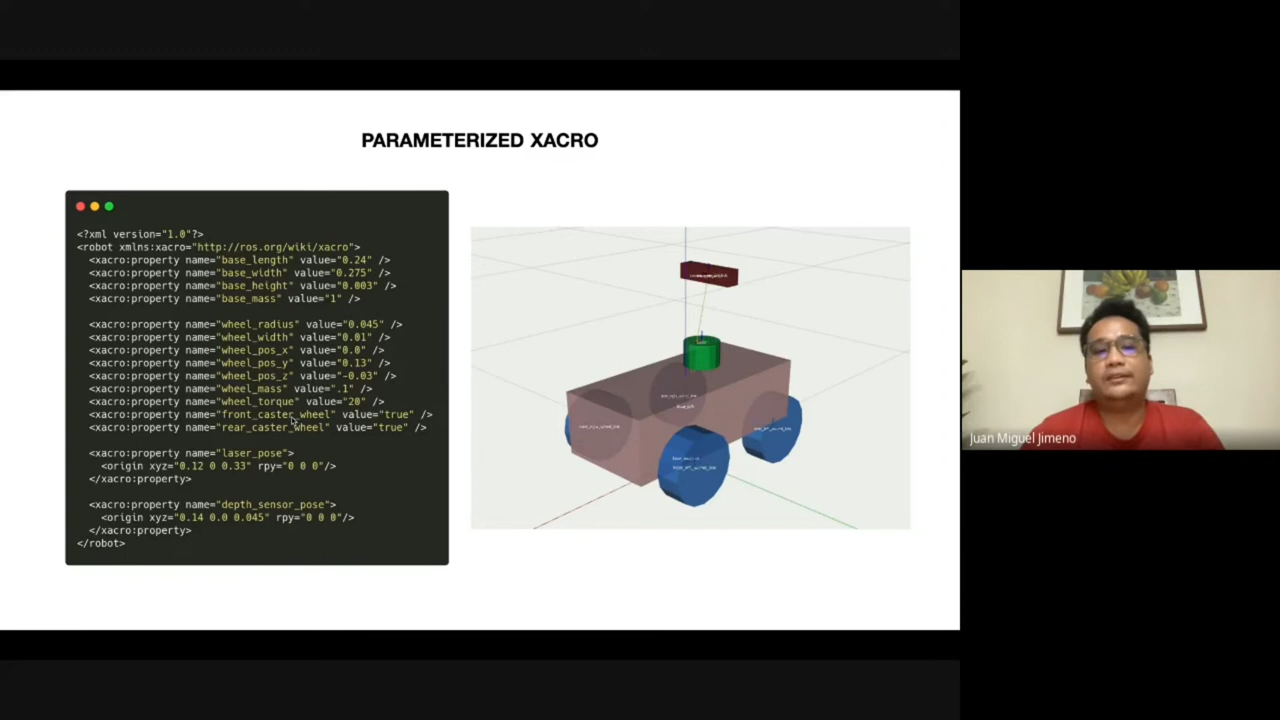 PARAMETERIZED XACRO
<?xml version="1.0"?>
<robot xmlns:xacro="http://ros.org/wiki/xacro">
<xacro:property name="base_length" value="0.24" />
<xacro:property name="base_width" value="0.275" />
<xacro:property name="base_height" value="0.003" />
<xacro:property name="base_mass" value="1" />
<xacro:property name="wheel_radius" value="0.045" />
<xacro:property name="wheel_width" value="0.01" />
<xacro:property name="wheel_pos_x" value="0.0" />
<xacro:property name="wheel_pos_y" value="0.13" />
<xacro:property name="wheel_pos_z" value="-0.03" />
<xacro:property name="wheel_mass" value=".1" />
<xacro:property name="wheel_torque" value="20" />
<xacro:property name="front_caster_wheel" value="true" />
<xacro:property name="rear_caster_wheel" value="true" />
<xacro:property name="laser_pose">
<origin xyz="0.12 0 0.33" rpy="0 0 0"/>
</xacro:property>
<xacro:property name="depth_sensor_pose">
<origin xyz="0.14 0.0 0.045" rpy="0 0 0"/>
</xacro:property>
</robot>
Juan Miguel Jimeno